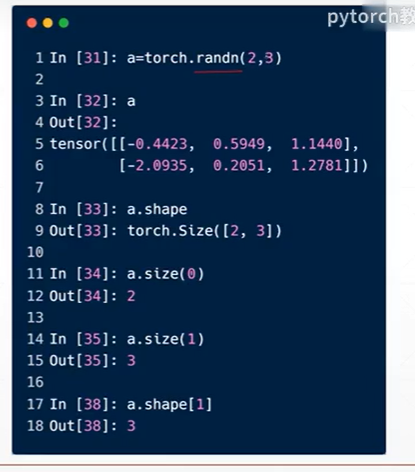 pytorch教
1 In [31]: a=torch.randn(2,3)
2
3 In [32]: a
4 Out[32]:
5 tensor([[-0.4423,  0.5949,  1.1440],
6         [-2.0935,  0.2051,  1.2781]])
7
8 In [33]: a.shape
9 Out[33]: torch.Size([2, 3])
10
11 In [34]: a.size(0)
12 Out[34]: 2
13
14 In [35]: a.size(1)
15 Out[35]: 3
16
17 In [38]: a.shape[1]
18 Out[38]: 3